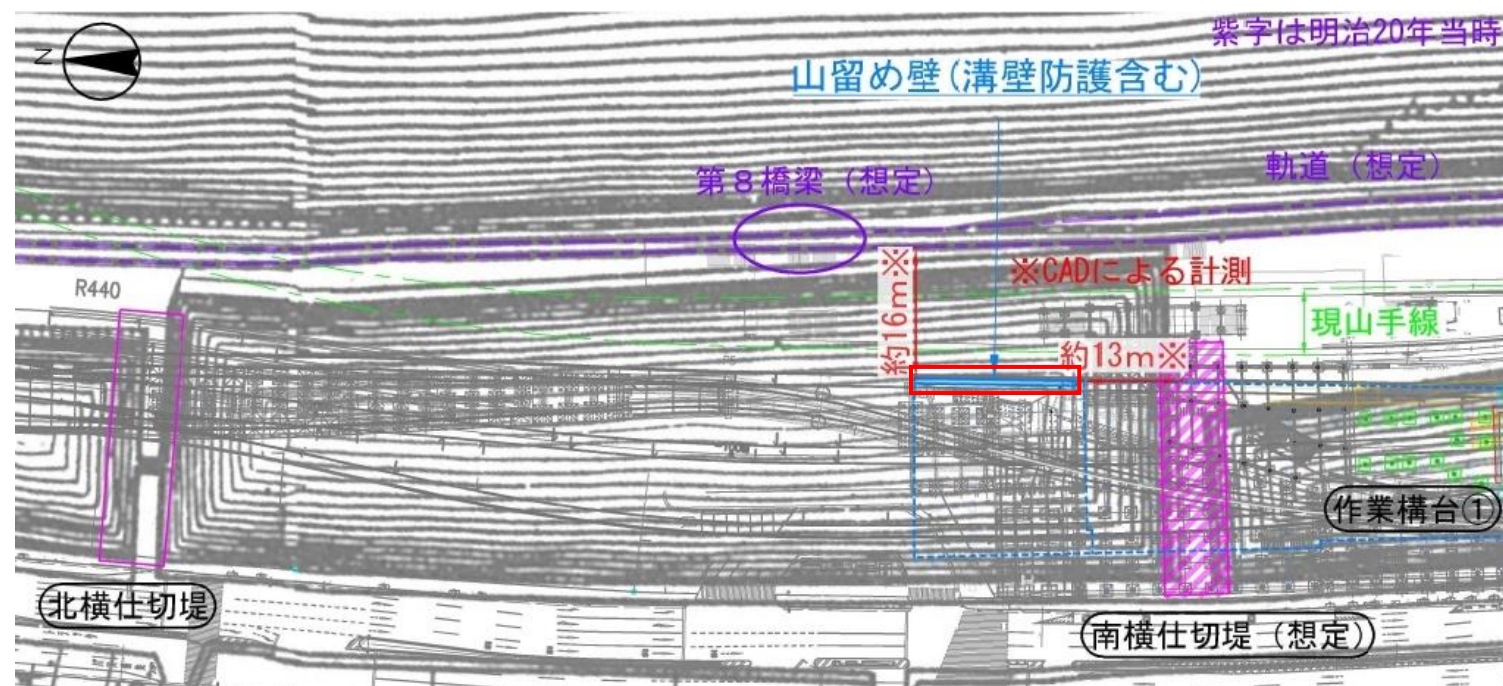 紫字は明治20年当時
N
山留め壁(溝壁防護含む)
軌道（想定）
第８橋梁（想定）
※CADによる計測
約16m※
R440
現山手線
約13m※
作業構台①
北横仕切堤
南横仕切堤（想定）